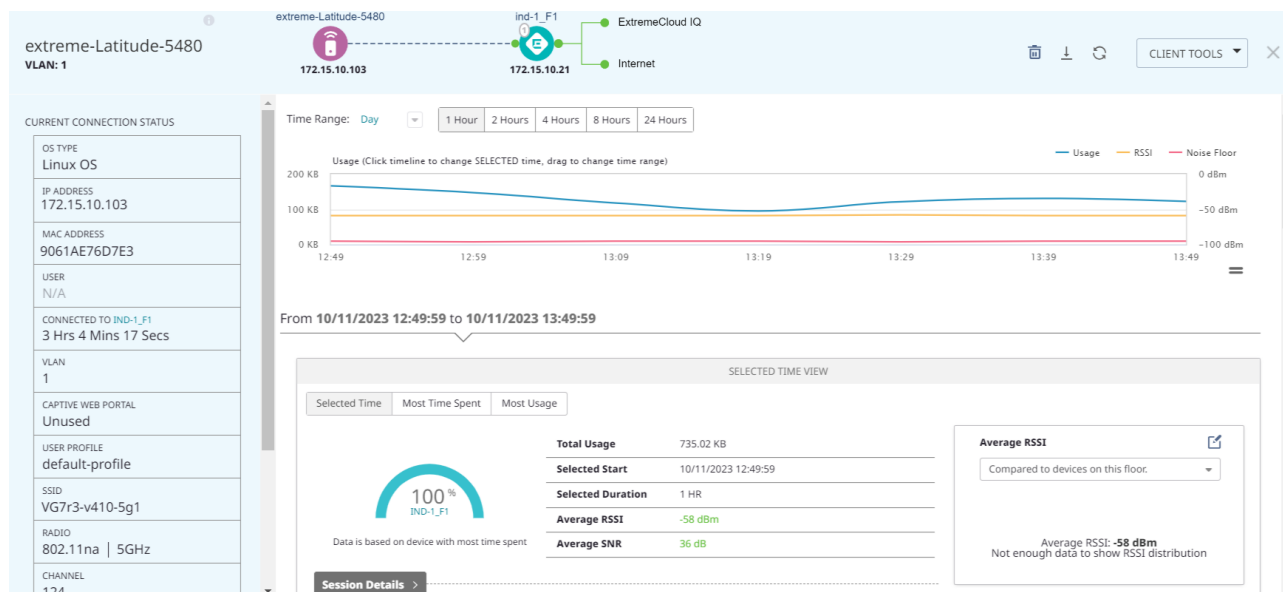 extreme-Latitude-5480
VLAN: 1
extreme-Latitude-5480
172.15.10.103
ind-1_F1
1
172.15.10.21
ExtremeCloud IQ
Internet
CLIENT TOOLS
CURRENT CONNECTION STATUS
OS TYPE
Linux OS
IP ADDRESS
172.15.10.103
MAC ADDRESS
9061AE76D7E3
USER
N/A
CONNECTED TO IND-1_F1
3 Hrs 4 Mins 17 Secs
VLAN
1
CAPTIVE WEB PORTAL
Unused
USER PROFILE
default-profile
SSID
VG7r3-v410-5g1
RADIO
802.11na | 5GHz
CHANNEL
Time Range: Day
1 Hour 2 Hours 4 Hours 8 Hours 24 Hours
Usage (Click timeline to change SELECTED time, drag to change time range)
Usage RSSI Noise Floor
200 KB 0 dBm
100 KB −50 dBm
0 KB −100 dBm
12:49 12:59 13:09 13:19 13:29 13:39 13:49
From 10/11/2023 12:49:59 to 10/11/2023 13:49:59
SELECTED TIME VIEW
Selected Time Most Time Spent Most Usage
100 %
IND-1_F1
Data is based on device with most time spent
Total Usage 735.02 KB
Selected Start 10/11/2023 12:49:59
Selected Duration 1 HR
Average RSSI -58 dBm
Average SNR 36 dB
Average RSSI
Compared to devices on this floor.
Average RSSI: -58 dBm
Not enough data to show RSSI distribution
Session Details >